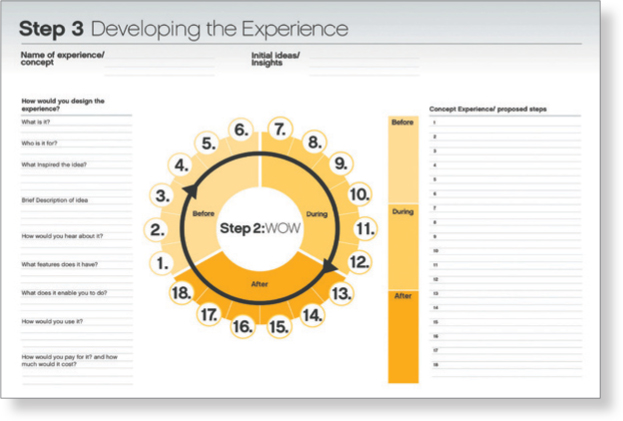 Step 3 Developing the Experience
Name of experience/
concept
Initial ideas/
Insights
How would you design the
experience?
What is it?
Who is it for?
What inspired the idea?
Brief Description of idea
How would you hear about it?
What features does it have?
What does it enable you to do?
How would you use it?
How would you pay for it? and how
much would it cost?
1.
2.
3.
4.
5.
6.
7.
8.
9.
10.
11.
12.
13.
14.
15.
16.
17.
18.
Before
During
After
Step 2:WOW
Concept Experience/ proposed steps
Before
During
After
1
2
3
4
5
6
7
8
9
10
11
12
13
14
15
16
17
18